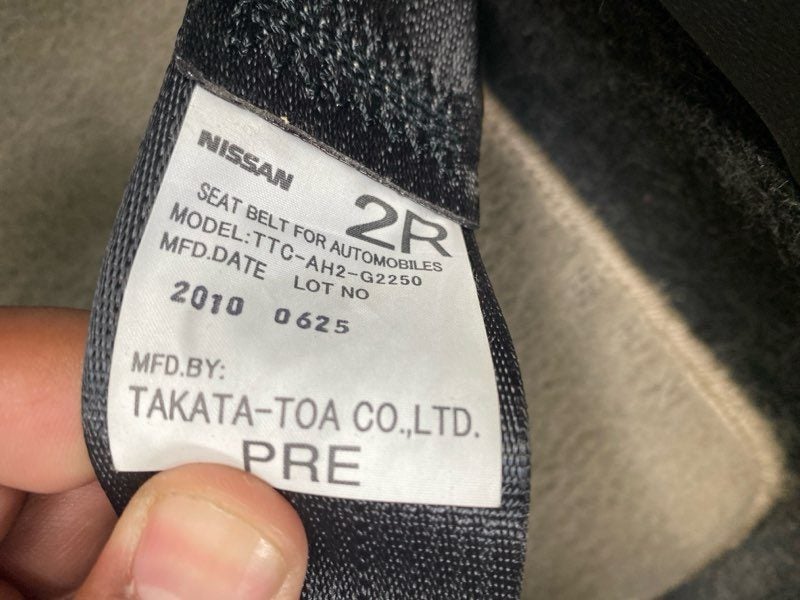 NISSAN
2R
SEAT BELT FOR AUTOMOBILES
MODEL:TTC-AH2-G2250
MFD.DATE LOT NO
2010 0625
MFD.BY:
TAKATA-TOA CO.,LTD.
PRE